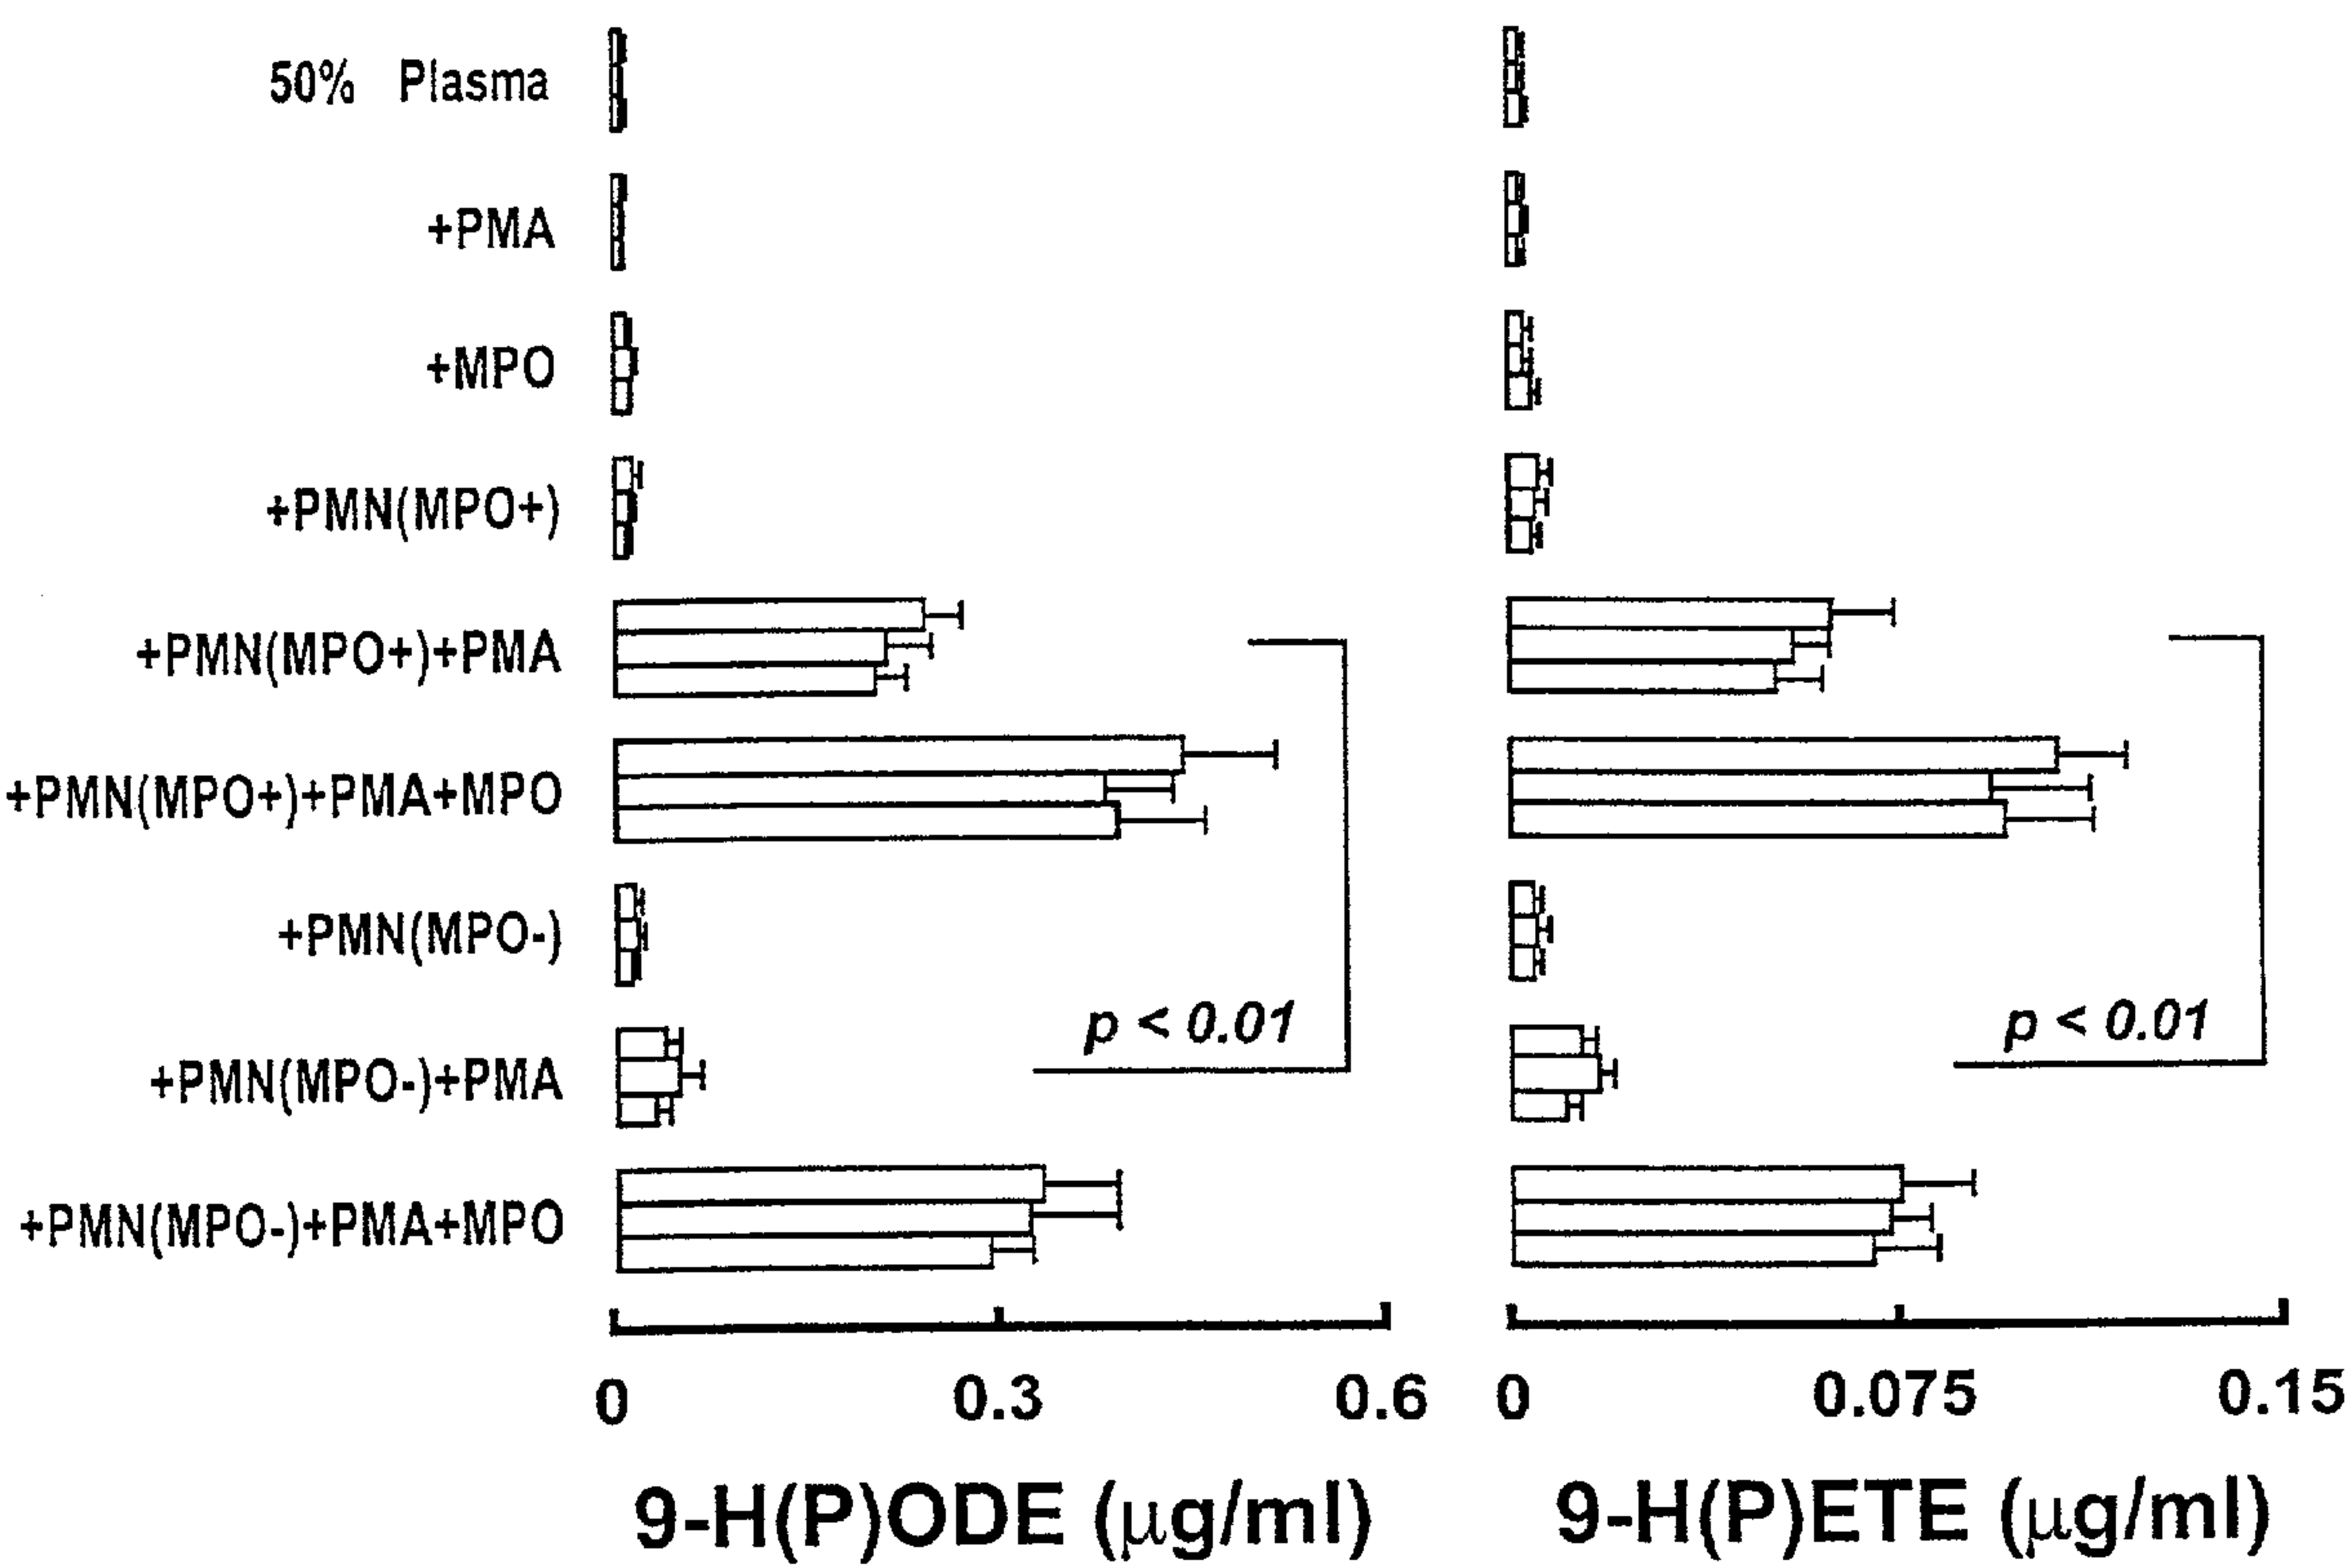 50% Plasma
+PMA
+MPO
+PMN(MPO+)
+PMN(MPO+)+PMA
+PMN(MPO+)+PMA+MPO
+PMN(MPO-)
+PMN(MPO-)+PMA
+PMN(MPO-)+PMA+MPO
p < 0.01
p < 0.01
0 0.3 0.6
0 0.075 0.15
9-H(P)ODE (μg/ml)
9-H(P)ETE (μg/ml)